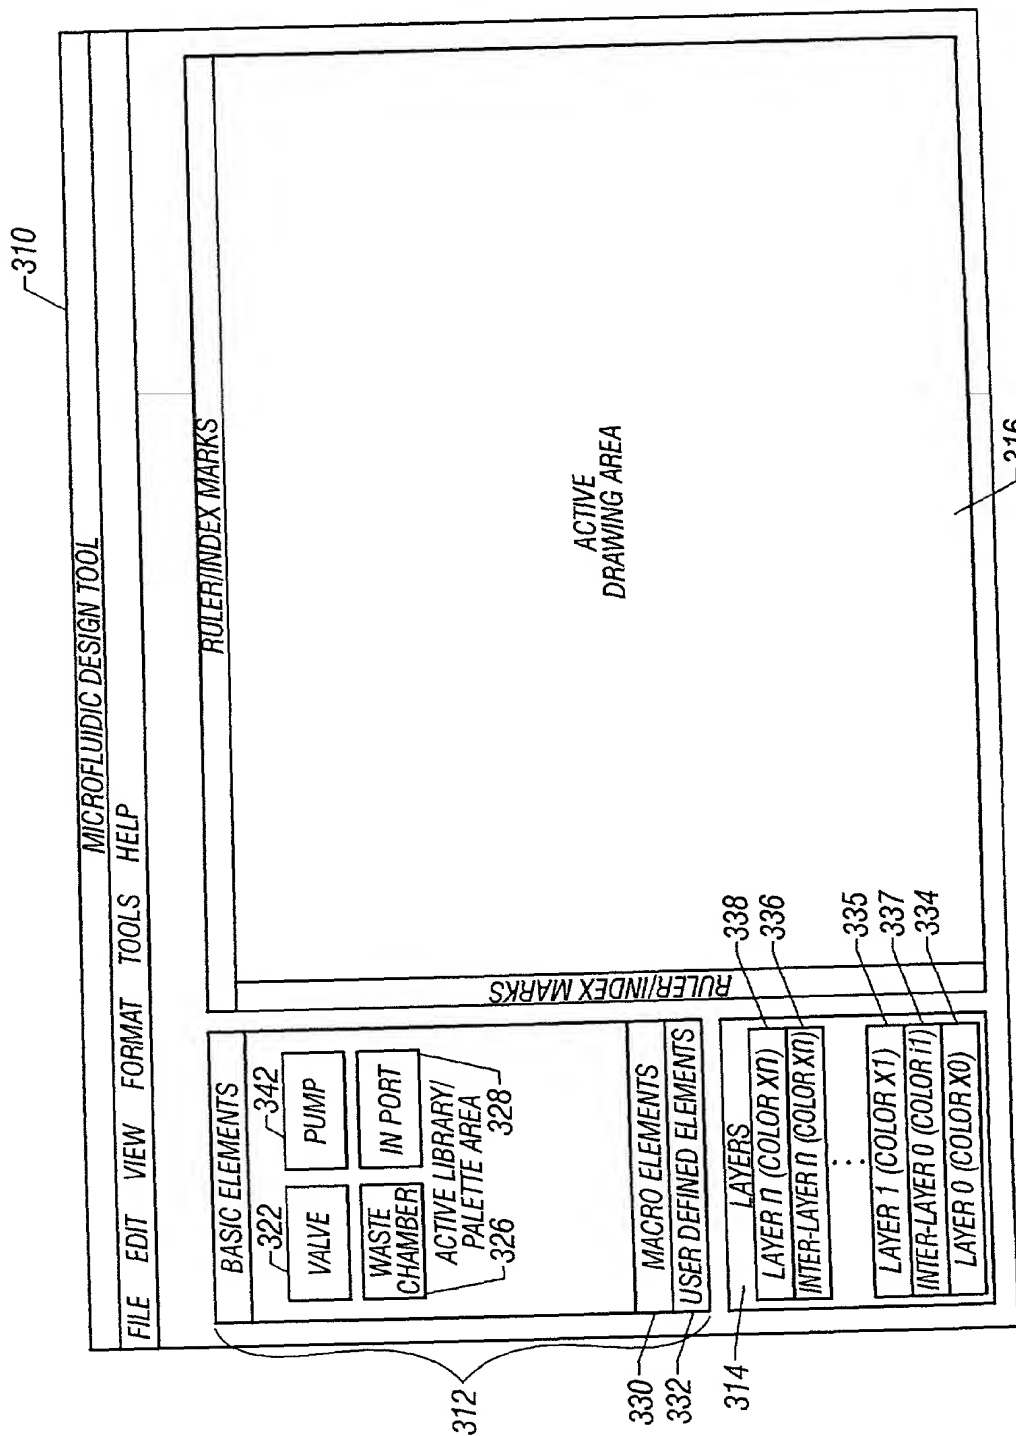 310
MICROFLUIDIC DESIGN TOOL
FILE EDIT VIEW FORMAT TOOLS HELP
BASIC ELEMENTS
322
342
VALVE
PUMP
WASTE
CHAMBER
IN PORT
ACTIVE LIBRARY/
PALETTE AREA
326
328
MACRO ELEMENTS
USER DEFINED ELEMENTS
312
330
332
RULER/INDEX MARKS
RULER/INDEX MARKS
ACTIVE
DRAWING AREA
316
314
LAYERS
LAYER n (COLOR Xn)
338
INTER-LAYER n (COLOR Xn)
336
...
LAYER 1 (COLOR X1)
335
INTER-LAYER 0 (COLOR i1)
337
LAYER 0 (COLOR X0)
334